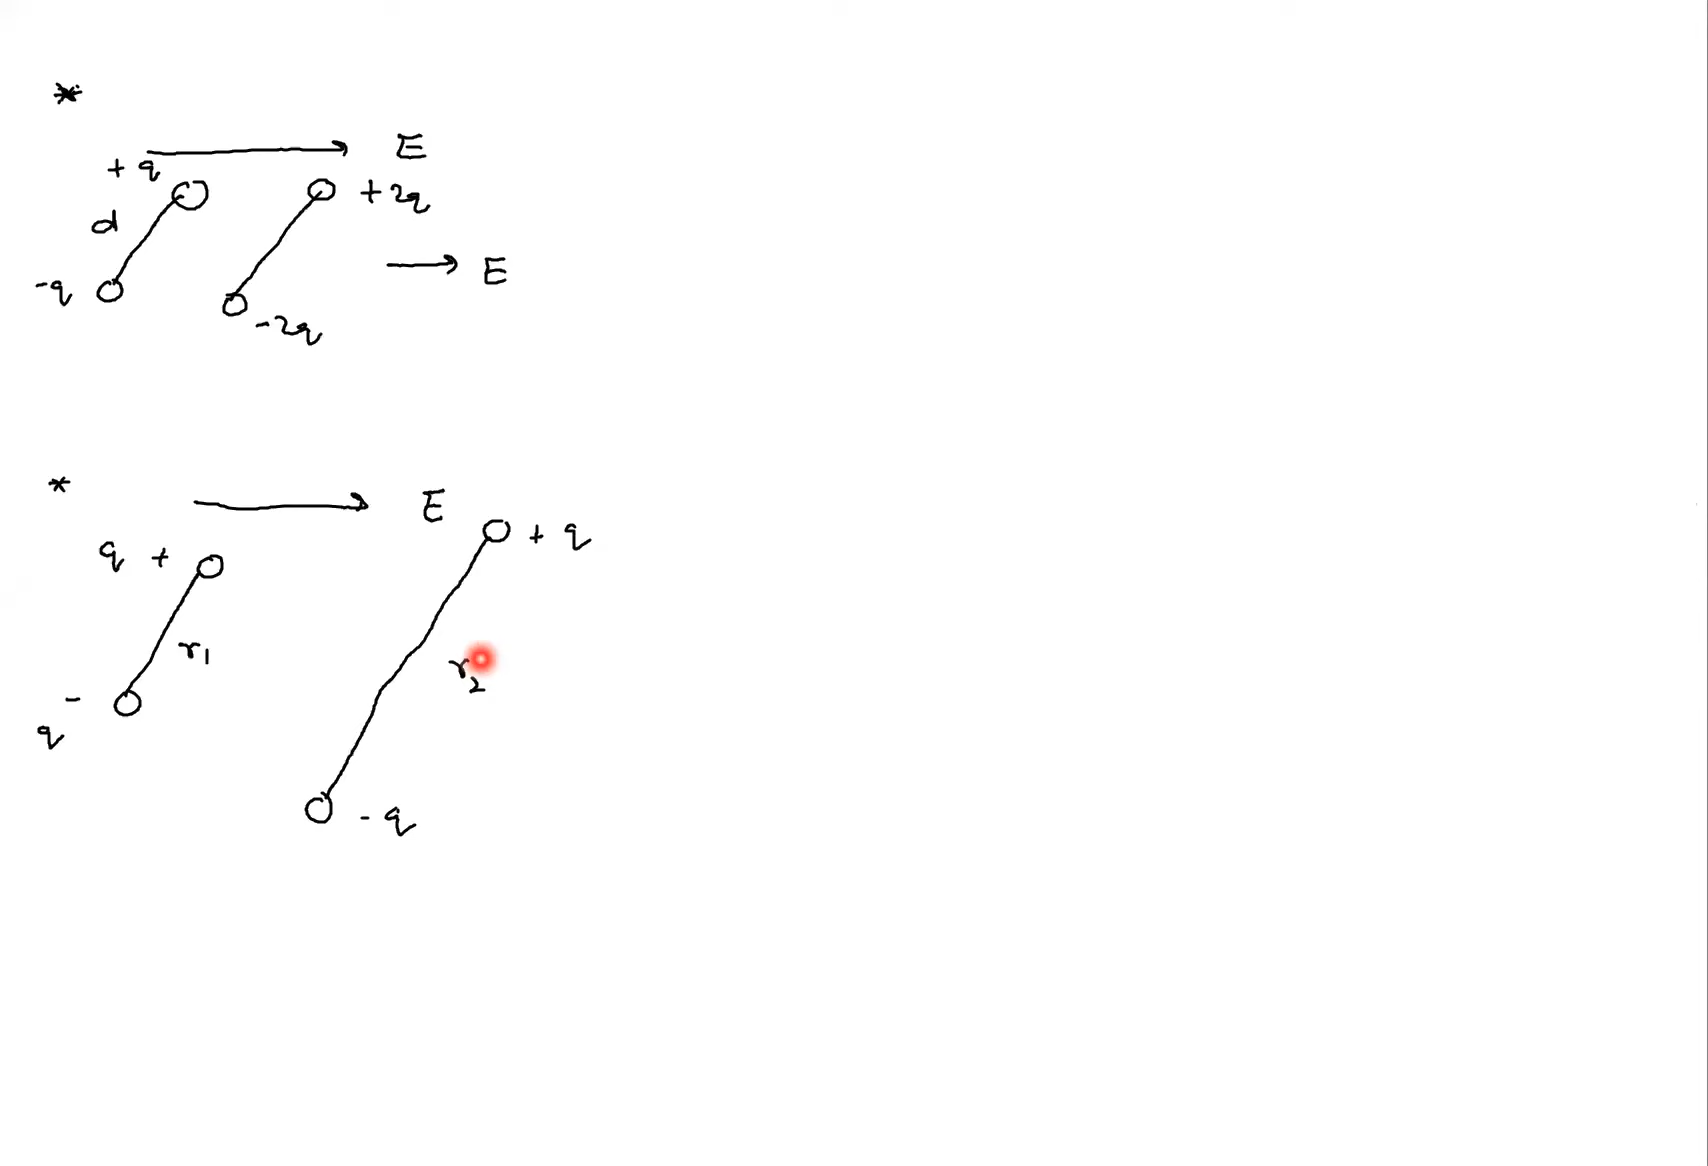 *
E
+ q
+ 2q
d
E
- q
- 2q
*
E
+ q
q +
r1
r2
-
q
- q